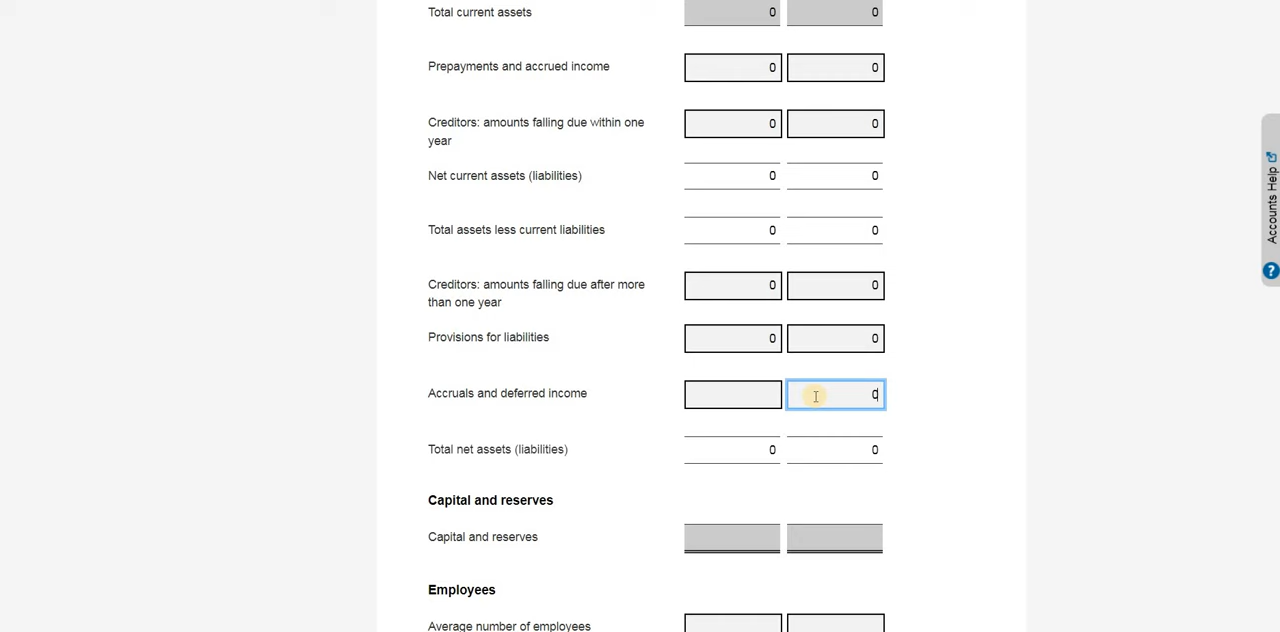 Total current assets 0 0
Prepayments and accrued income 0 0
Creditors: amounts falling due within one
year 0 0
Net current assets (liabilities) 0 0
Total assets less current liabilities 0 0
Creditors: amounts falling due after more
than one year 0 0
Provisions for liabilities 0 0
Accruals and deferred income 0
Total net assets (liabilities) 0 0
Capital and reserves
Capital and reserves
Employees
Average number of employees
Accounts Help
?